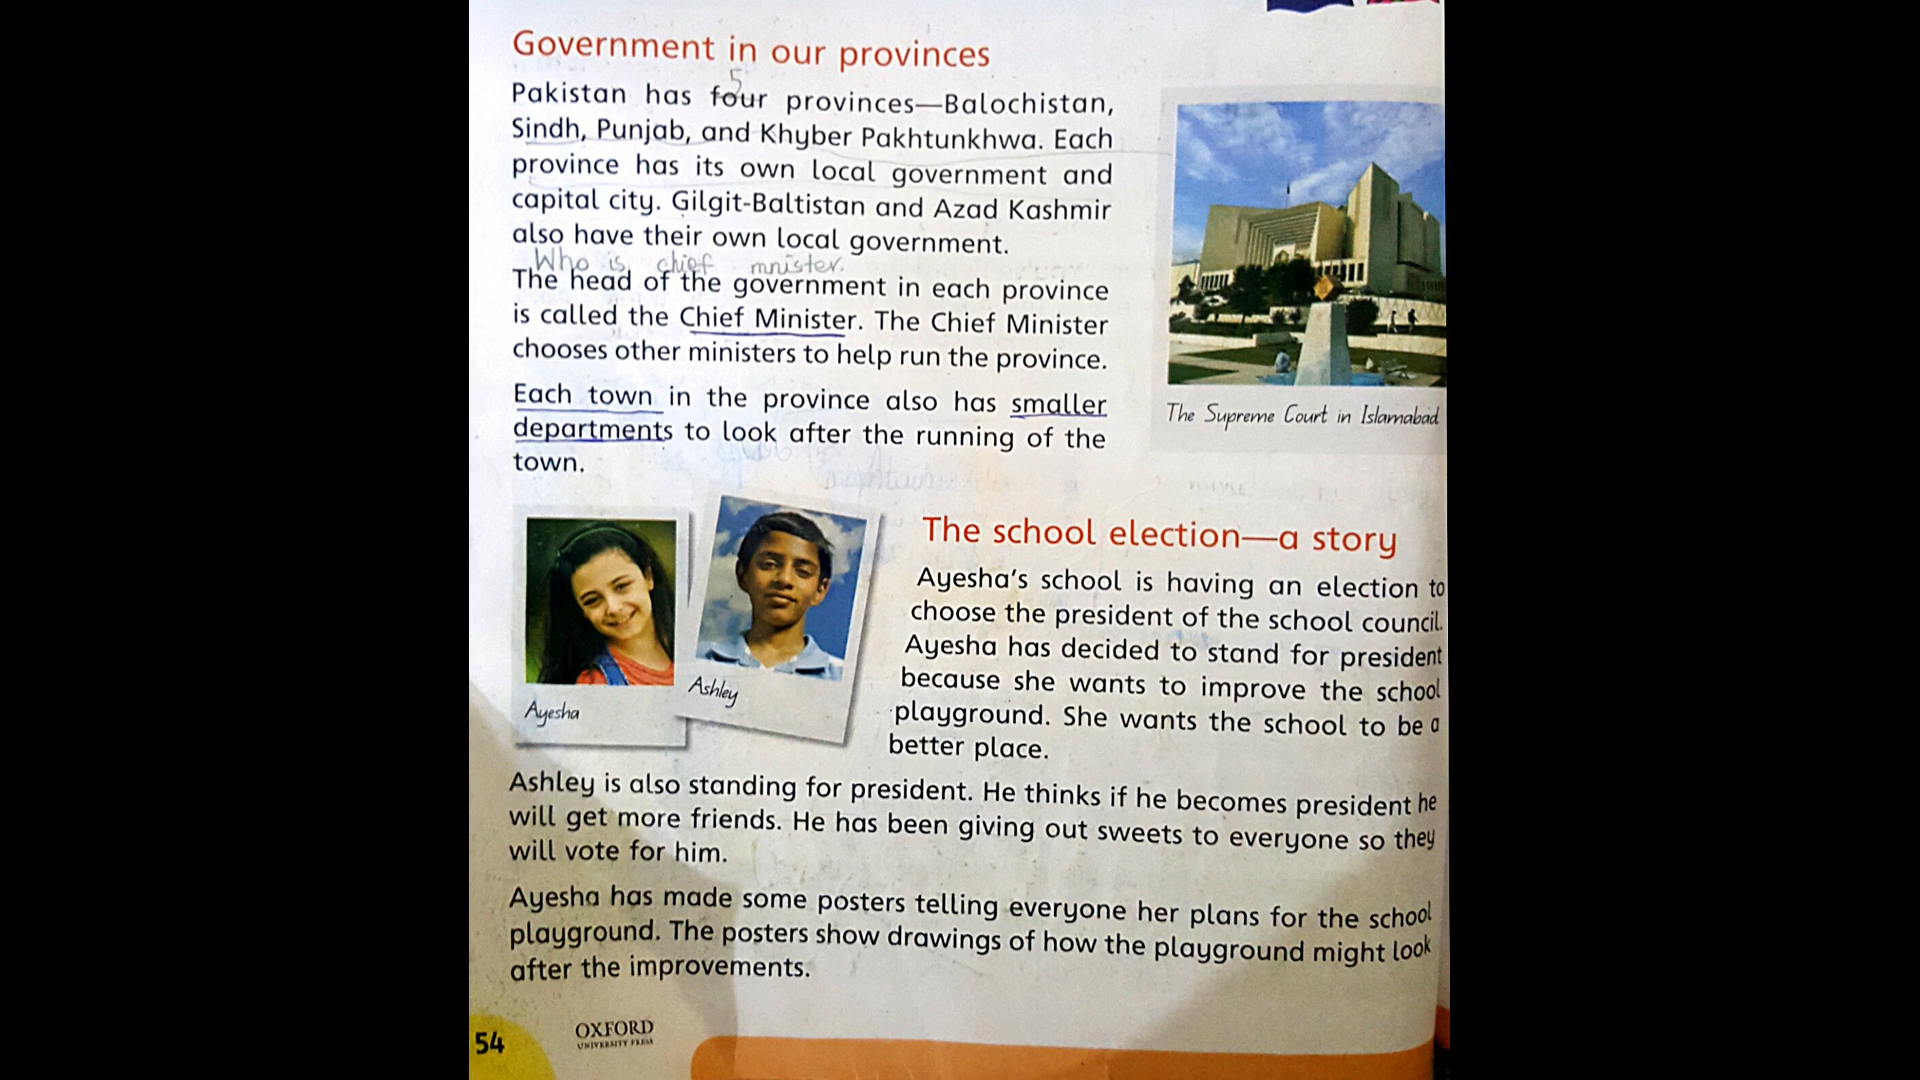 Government in our provinces
5
Pakistan has four provinces—Balochistan,
Sindh, Punjab, and Khyber Pakhtunkhwa. Each
province has its own local government and
capital city. Gilgit-Baltistan and Azad Kashmir
also have their own local government.
Who is chief mnister.
The head of the government in each province
is called the Chief Minister. The Chief Minister
chooses other ministers to help run the province.
Each town in the province also has smaller
departments to look after the running of the
town.
The Supreme Court in Islamabad
Ayesha
Ashley
The school election—a story
Ayesha's school is having an election to
choose the president of the school council.
Ayesha has decided to stand for president
because she wants to improve the school
playground. She wants the school to be a
better place.
Ashley is also standing for president. He thinks if he becomes president he
will get more friends. He has been giving out sweets to everyone so they
will vote for him.
Ayesha has made some posters telling everyone her plans for the school
playground. The posters show drawings of how the playground might look
after the improvements.
54
OXFORD
UNIVERSITY PRESS